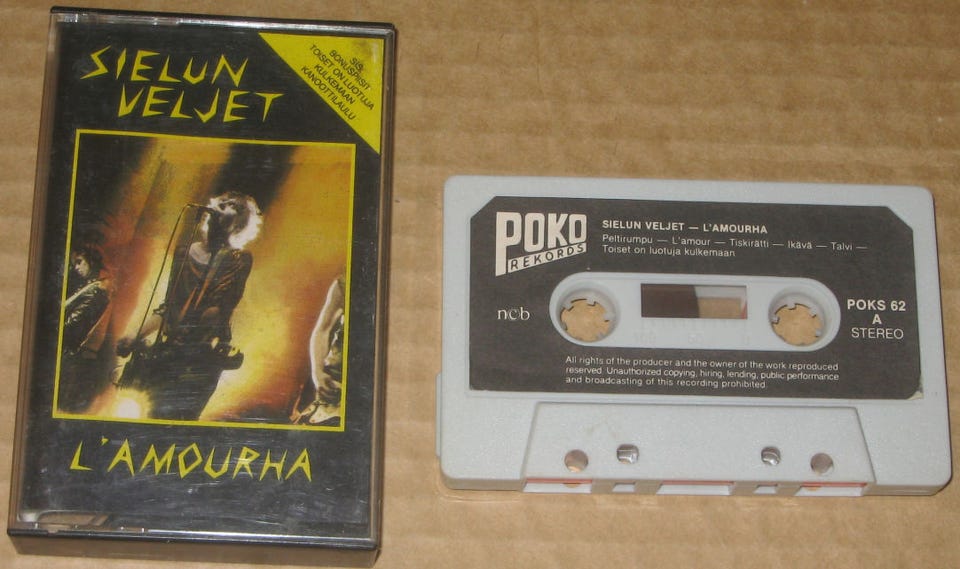 SIELUN
VELJET
SIS.
BONUSPIISIT
TOISET ON LUOTUJA
KULKEMAAN
KANOOTTILAULU
L'AMOURHA
POKO
REKORDS
SIELUN VELJET — L'AMOURHA
Peltirumpu — L'amour — Tiskirätti — Ikävä — Talvi —
Toiset on luotuja kulkemaan
ncb
POKS 62
A
STEREO
All rights of the producer and the owner of the work reproduced
reserved. Unauthorized copying, hiring, lending, public performance
and broadcasting of this recording prohibited.